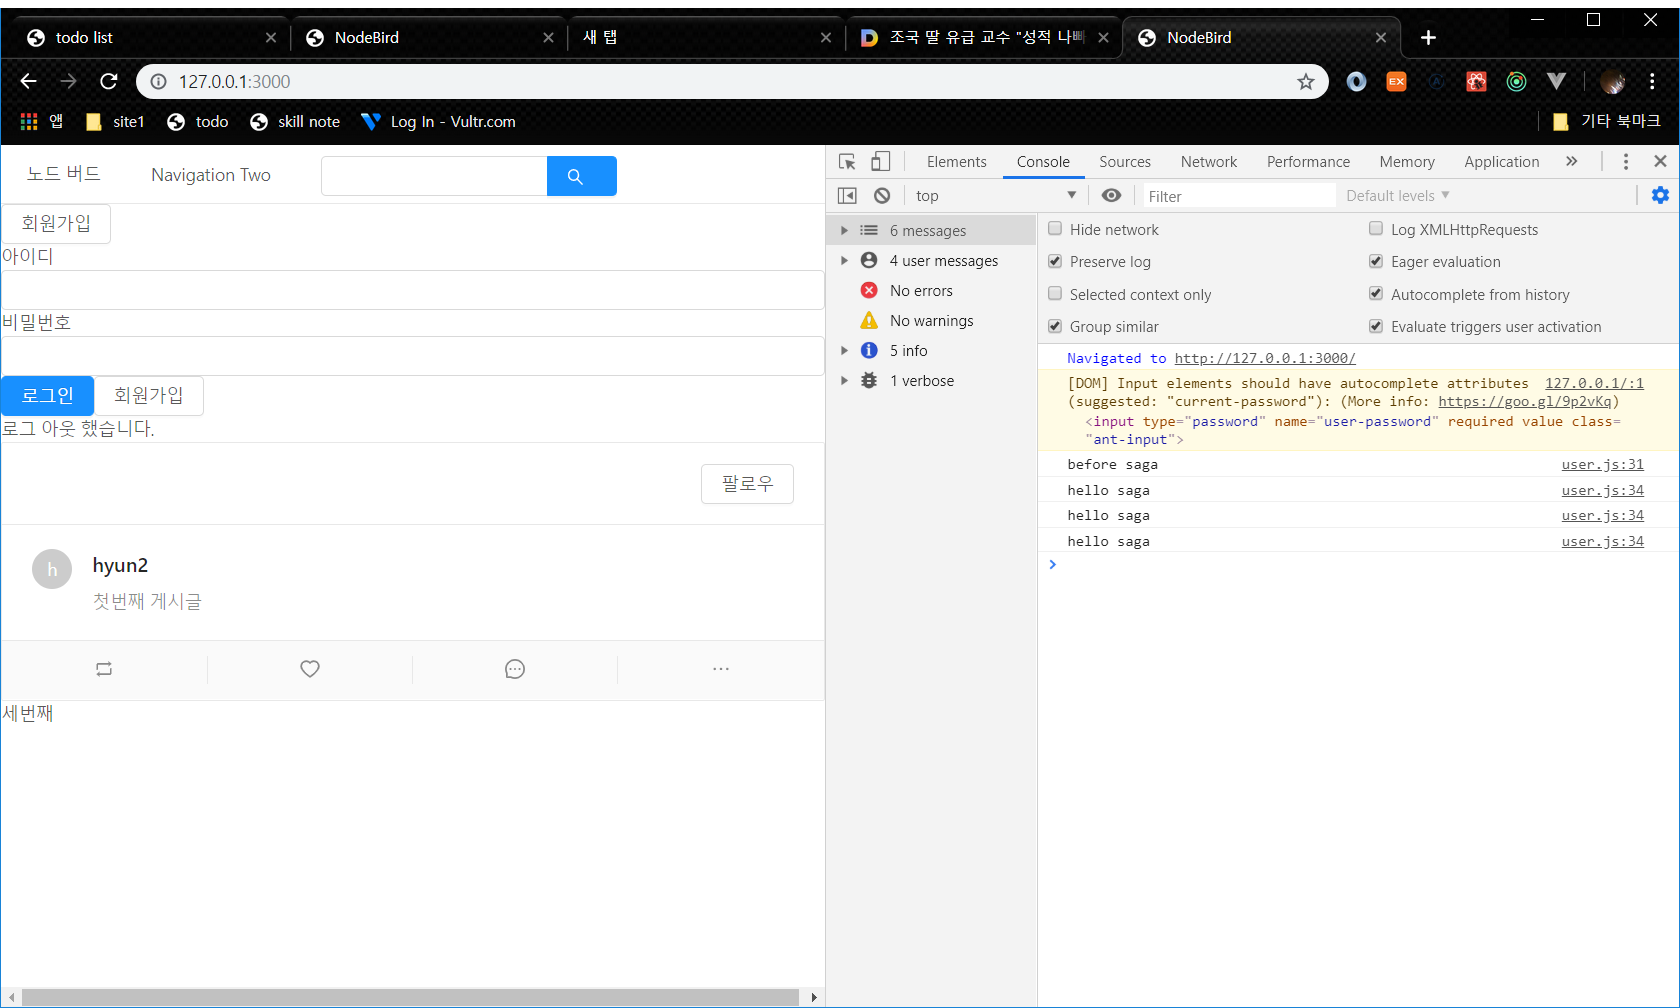 todo list
NodeBird
새 탭
조국 딸 유급 교수 "성적 나빠
NodeBird
127.0.0.1:3000
EX
앱
site1
todo
skill note
Log In - Vultr.com
기타 북마크
노드 버드
Navigation Two
회원가입
아이디
비밀번호
로그인
회원가입
로그 아웃 했습니다.
팔로우
h
hyun2
첫번째 게시글
세번째
Elements
Console
Sources
Network
Performance
Memory
Application
top
Filter
Default levels
6 messages
4 user messages
No errors
No warnings
5 info
1 verbose
Hide network
Log XMLHttpRequests
Preserve log
Eager evaluation
Selected context only
Autocomplete from history
Group similar
Evaluate triggers user activation
Navigated to http://127.0.0.1:3000/
[DOM] Input elements should have autocomplete attributes 127.0.0.1/:1
(suggested: "current-password"): (More info: https://goo.gl/9p2vKq)
<input type="password" name="user-password" required value class=
"ant-input">
before saga user.js:31
hello saga user.js:34
hello saga user.js:34
hello saga user.js:34